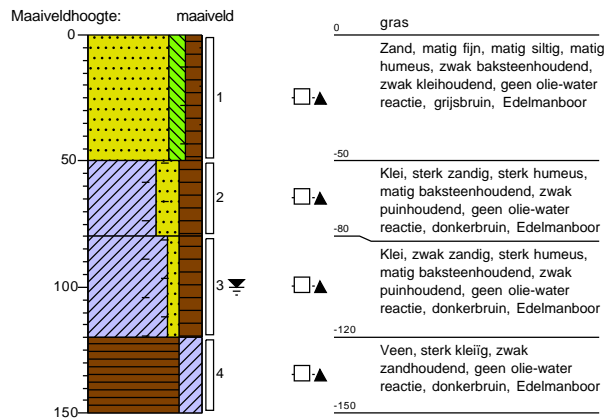 Maaiveldhoogte: maaiveld
0
50
100
150
1
2
3
4
0 gras
Zand, matig fijn, matig siltig, matig
humeus, zwak baksteenhoudend,
zwak kleihoudend, geen olie-water
reactie, grijsbruin, Edelmanboor
-50
Klei, sterk zandig, sterk humeus,
matig baksteenhoudend, zwak
puinhoudend, geen olie-water
reactie, donkerbruin, Edelmanboor
-80
Klei, zwak zandig, sterk humeus,
matig baksteenhoudend, zwak
puinhoudend, geen olie-water
reactie, donkerbruin, Edelmanboor
-120
Veen, sterk kleiïg, zwak
zandhoudend, geen olie-water
reactie, donkerbruin, Edelmanboor
-150